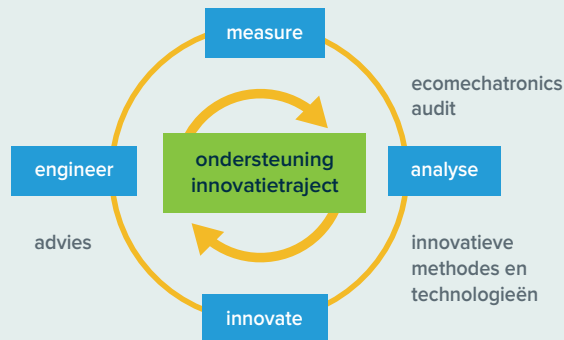 measure
ecomechatronics
audit
engineer
ondersteuning
innovatietraject
analyse
advies
innovatieve
methodes en
technologieën
innovate